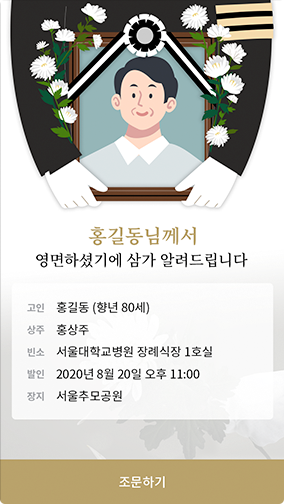 홍길동님께서
영면하셨기에 삼가 알려드립니다
고인 홍길동 (향년 80세)
상주 홍상주
빈소 서울대학교병원 장례식장 1호실
발인 2020년 8월 20일 오후 11:00
장지 서울추모공원
조문하기